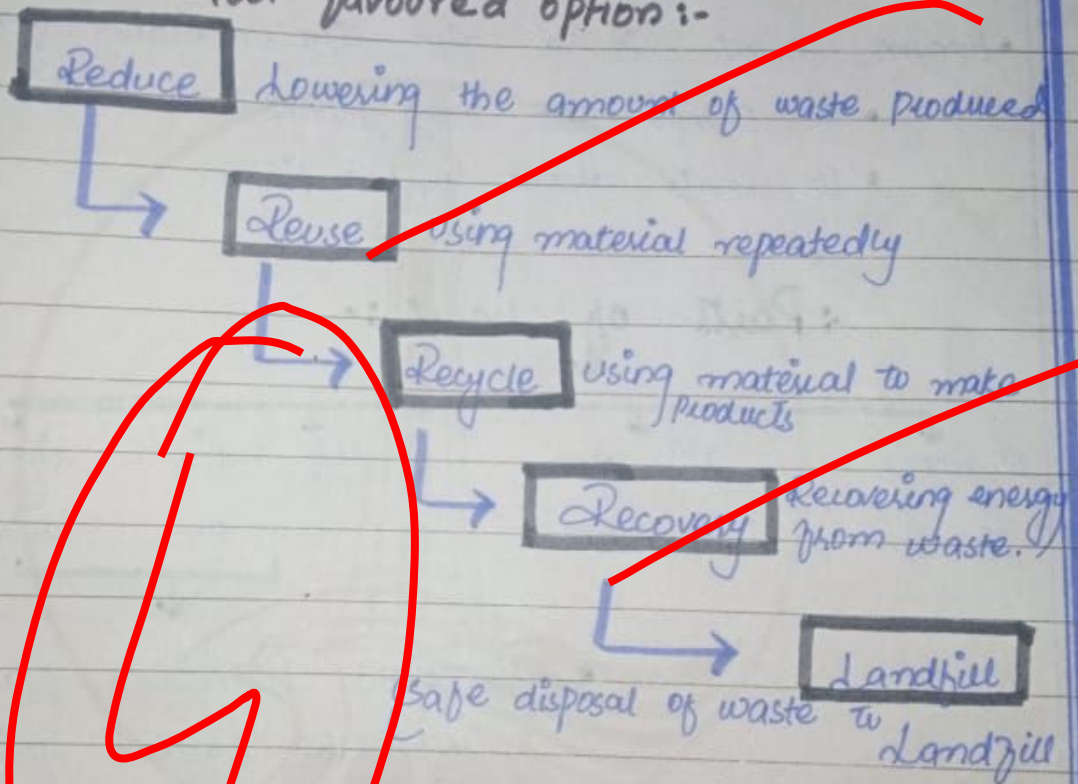 favoured option:-
Reduce Lowering the amount of waste produced
Reuse Using material repeatedly
Recycle using material to make
products
Recovery Recovering energy
from waste.
Landfill
Safe disposal of waste to
Landfill